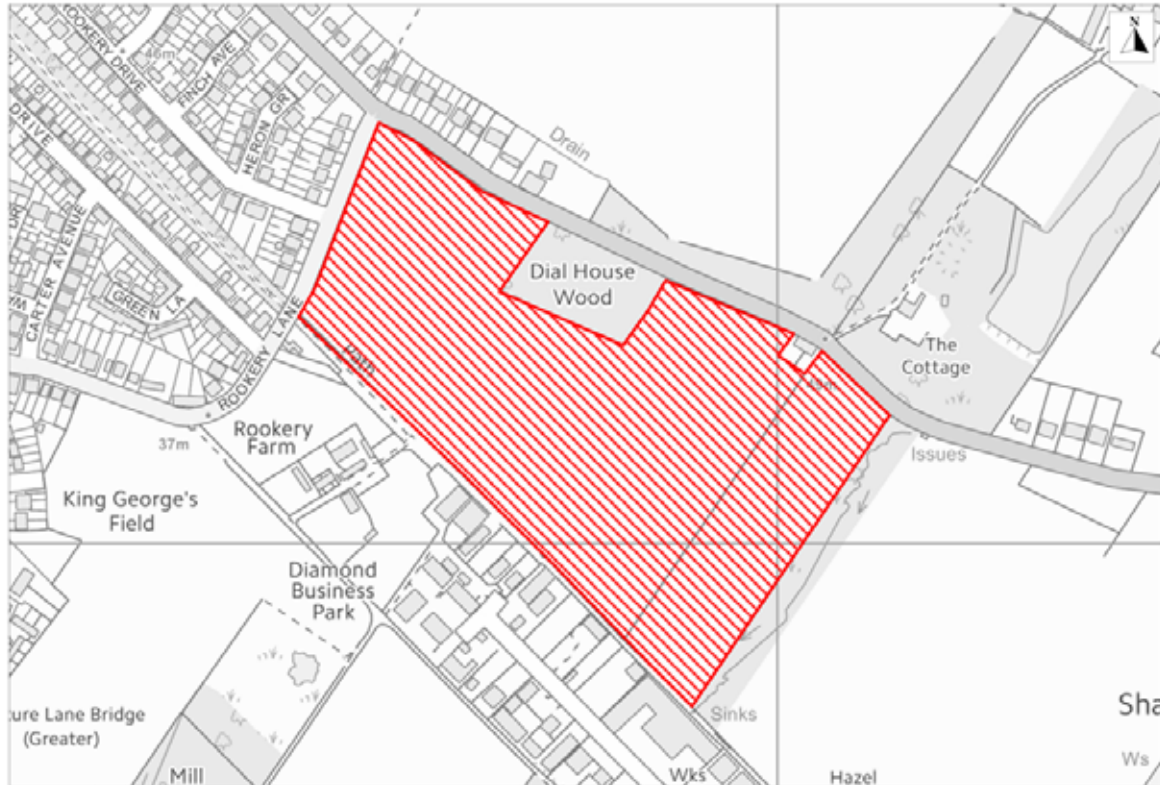 N
ROOKERY DRIVE
46m
FINCH AVE
HERON GR
DRIVE
CARTER AVENUE
GREEN LA
ROOKERY LANE
Path
37m
Drain
Dial House
Wood
The
Cottage
Issues
Rookery
Farm
King George's
Field
Diamond
Business
Park
ture Lane Bridge
(Greater)
Mill
Sinks
Wks
Hazel
Sha
Ws